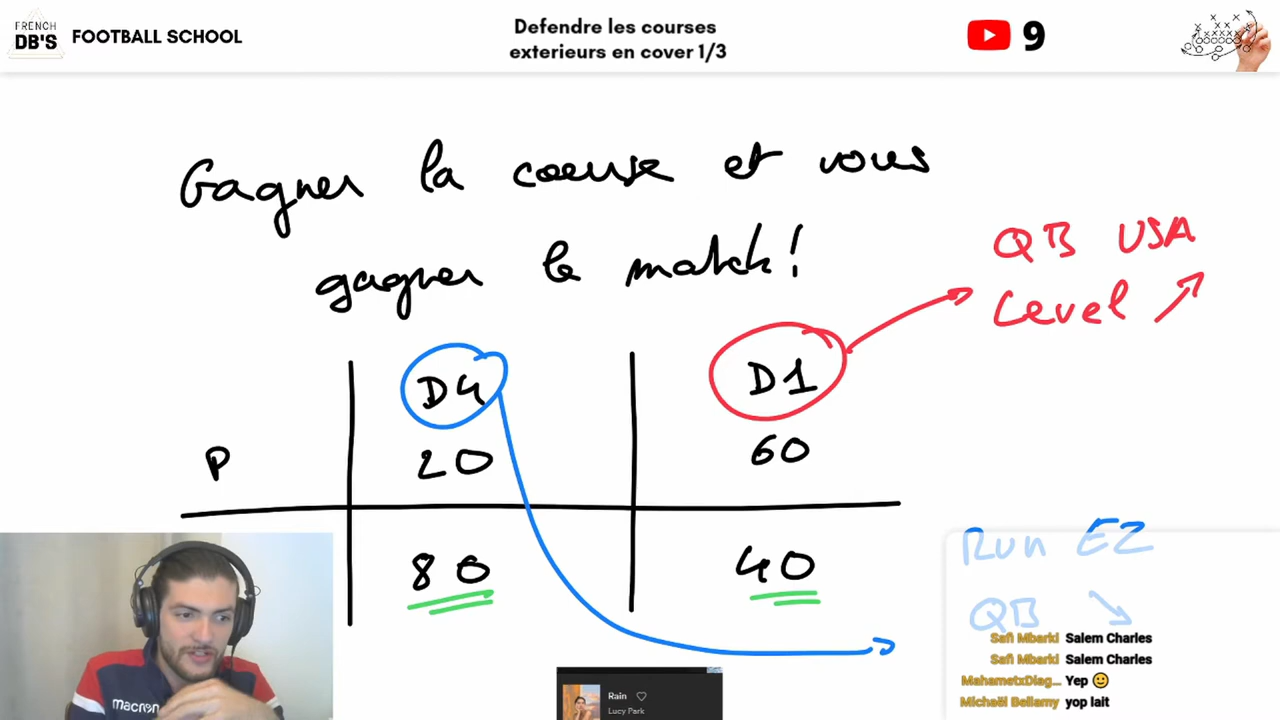 FRENCH
DB'S
FOOTBALL SCHOOL
Defendre les courses
exterieurs en cover 1/3
9
Gagner la course et vous
gagner le match!
QB USA
Level
D4
D1
P
20
60
80
40
Run EZ
QB
Safi Mbarki Salem Charles
Safi Mbarki Salem Charles
MahametxDiag... Yep
Michaël Bellamy yop lait
macron
Rain
Lucy Park